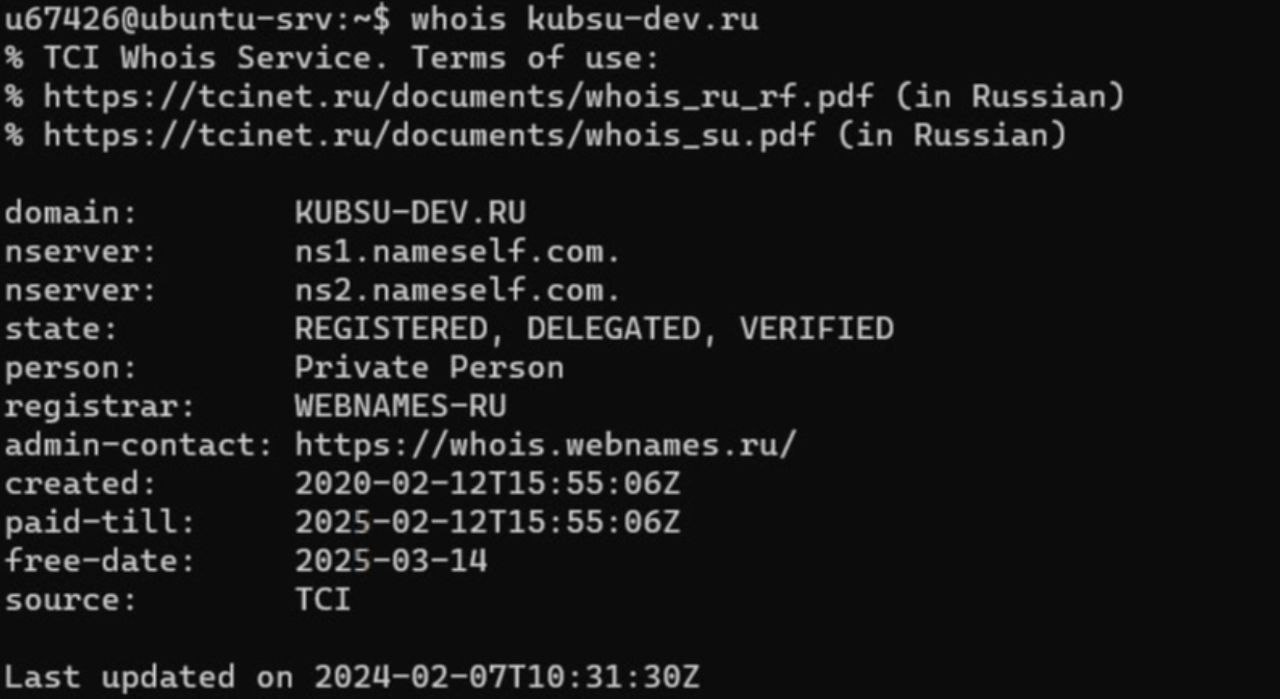 u67426@ubuntu-srv:~$ whois kubsu-dev.ru
% TCI Whois Service. Terms of use:
% https://tcinet.ru/documents/whois_ru_rf.pdf (in Russian)
% https://tcinet.ru/documents/whois_su.pdf (in Russian)

domain:        KUBSU-DEV.RU
nserver:       ns1.nameself.com.
nserver:       ns2.nameself.com.
state:         REGISTERED, DELEGATED, VERIFIED
person:        Private Person
registrar:     WEBNAMES-RU
admin-contact: https://whois.webnames.ru/
created:       2020-02-12T15:55:06Z
paid-till:     2025-02-12T15:55:06Z
free-date:     2025-03-14
source:        TCI

Last updated on 2024-02-07T10:31:30Z